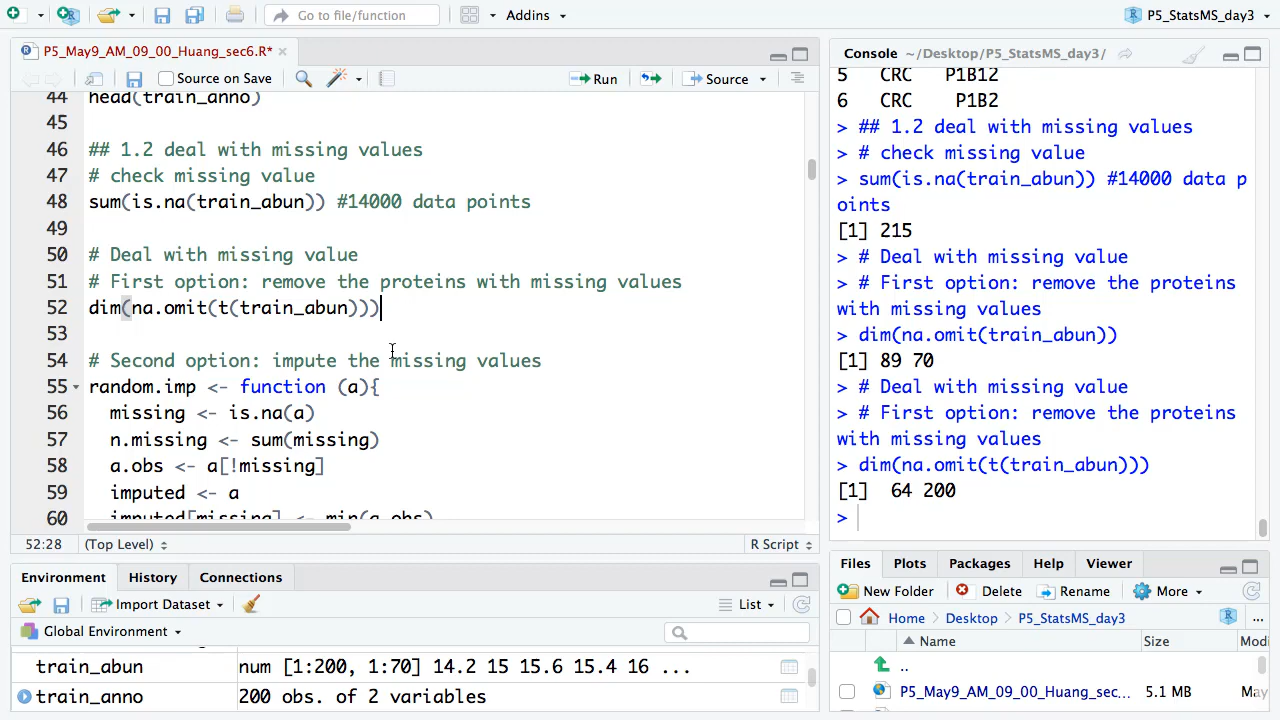 Go to file/function
Addins
P5_StatsMS_day3
P5_May9_AM_09_00_Huang_sec6.R*
Source on Save
Run
Source
44 head(train_anno)
45
46 ## 1.2 deal with missing values
47 # check missing value
48 sum(is.na(train_abun)) #14000 data points
49
50 # Deal with missing value
51 # First option: remove the proteins with missing values
52 dim(na.omit(t(train_abun)))
53
54 # Second option: impute the missing values
55 random.imp <- function (a){
56 missing <- is.na(a)
57 n.missing <- sum(missing)
58 a.obs <- a[!missing]
59 imputed <- a
60 imputed[missing] <- min(a.obs)
52:28 (Top Level) R Script
Console ~/Desktop/P5_StatsMS_day3/
5 CRC P1B12
6 CRC P1B2
> ## 1.2 deal with missing values
> # check missing value
> sum(is.na(train_abun)) #14000 data p
oints
[1] 215
> # Deal with missing value
> # First option: remove the proteins
with missing values
> dim(na.omit(train_abun))
[1] 89 70
> # Deal with missing value
> # First option: remove the proteins
with missing values
> dim(na.omit(t(train_abun)))
[1] 64 200
>
Environment History Connections
Import Dataset List
Global Environment
train_abun num [1:200, 1:70] 14.2 15 15.6 15.4 16 ...
train_anno 200 obs. of 2 variables
Files Plots Packages Help Viewer
New Folder Delete Rename More
Home Desktop P5_StatsMS_day3 ...
Name Size Modi
..
P5_May9_AM_09_00_Huang_sec... 5.1 MB May